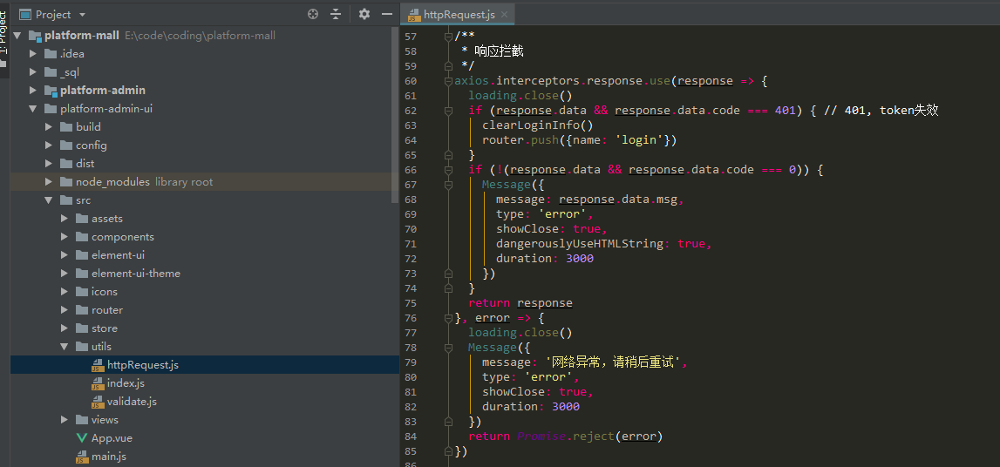 1: Project
Project
platform-mall E:\code\coding\platform-mall
.idea
_sql
platform-admin
platform-admin-ui
build
config
dist
node_modules library root
src
assets
components
element-ui
element-ui-theme
icons
router
store
utils
httpRequest.js
index.js
validate.js
views
App.vue
main.js
httpRequest.js
57 /**
58 * 响应拦截
59 */
60 axios.interceptors.response.use(response => {
61 loading.close()
62 if (response.data && response.data.code === 401) { // 401, token失效
63 clearLoginInfo()
64 router.push({name: 'login'})
65 }
66 if (!(response.data && response.data.code === 0)) {
67 Message({
68 message: response.data.msg,
69 type: 'error',
70 showClose: true,
71 dangerouslyUseHTMLString: true,
72 duration: 3000
73 })
74 }
75 return response
76 }, error => {
77 loading.close()
78 Message({
79 message: '网络异常，请稍后重试',
80 type: 'error',
81 showClose: true,
82 duration: 3000
83 })
84 return Promise.reject(error)
85 })
86